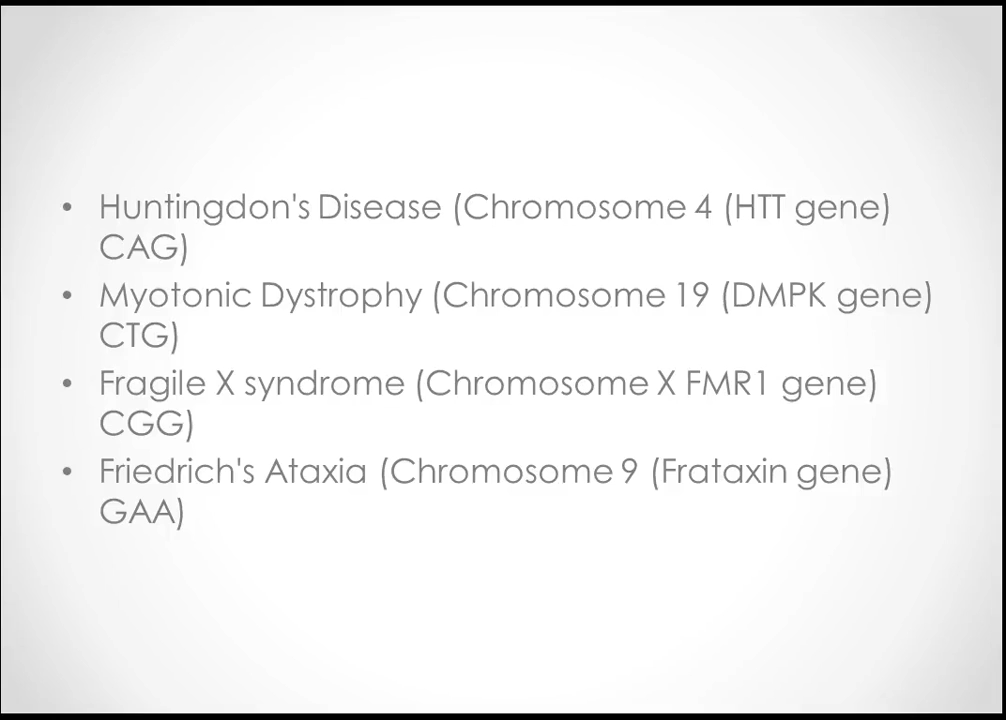 • Huntingdon's Disease (Chromosome 4 (HTT gene)
CAG)
• Myotonic Dystrophy (Chromosome 19 (DMPK gene)
CTG)
• Fragile X syndrome (Chromosome X FMR1 gene)
CGG)
• Friedrich's Ataxia (Chromosome 9 (Frataxin gene)
GAA)